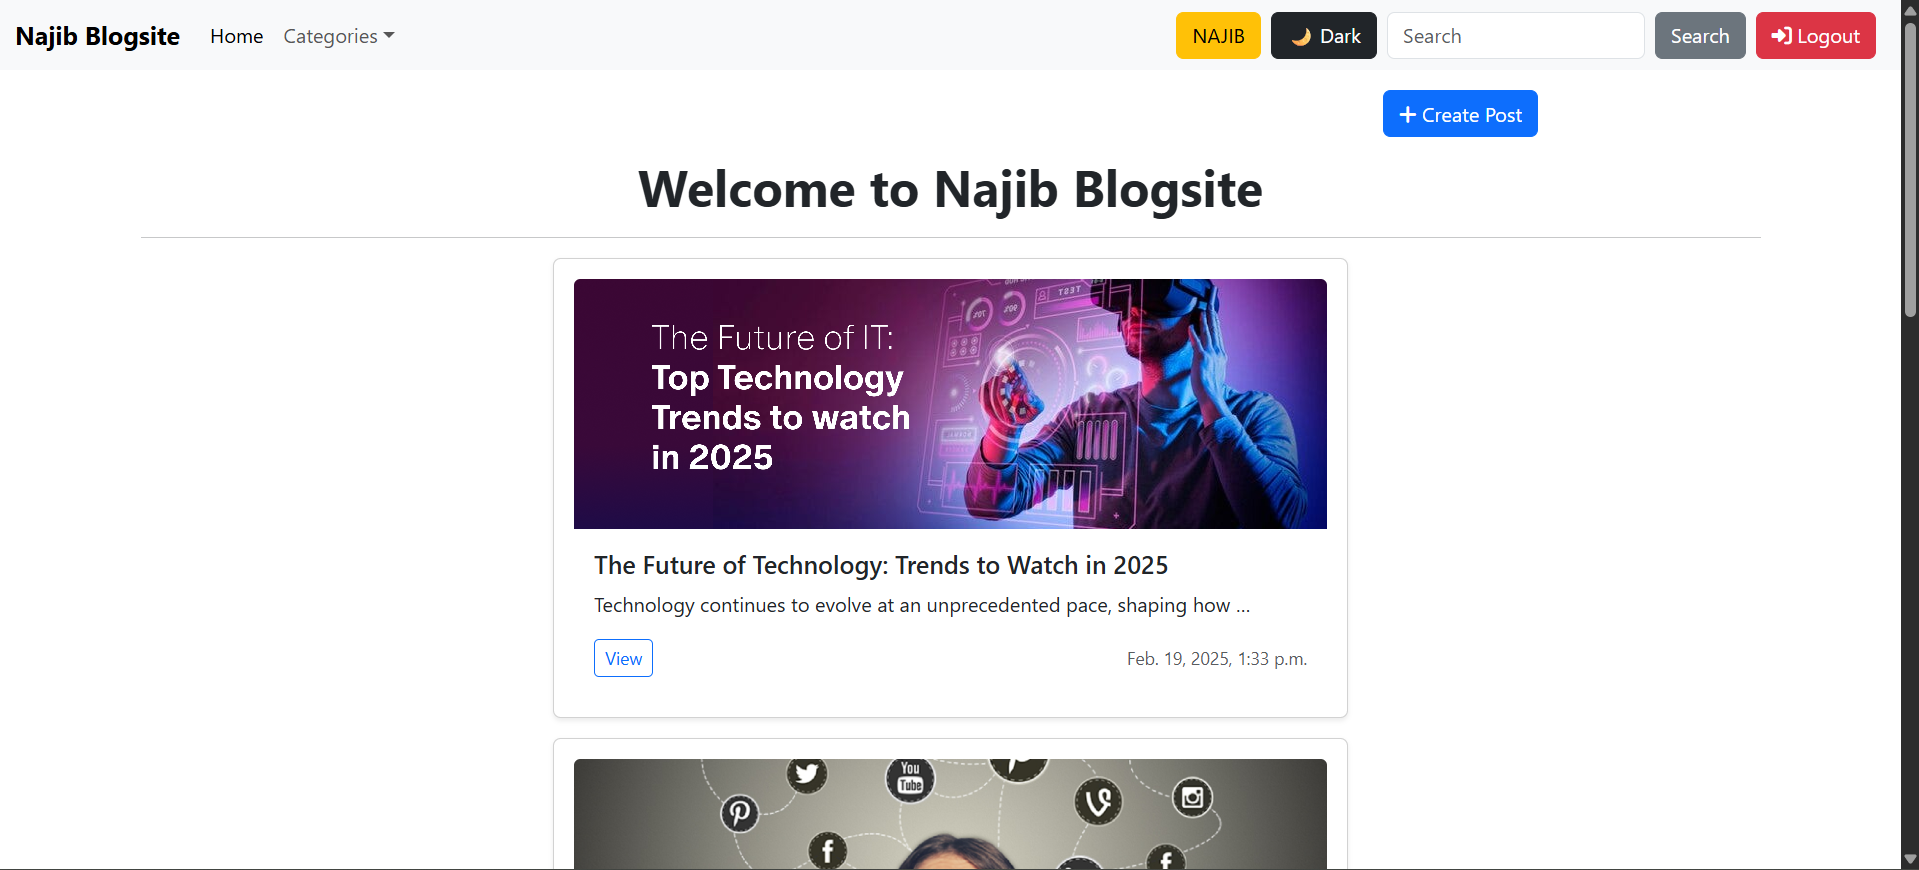 Najib Blogsite Home Categories NAJIB Dark Search Search Logout
Create Post
Welcome to Najib Blogsite
The Future of IT:
Top Technology
Trends to watch
in 2025
TEST
The Future of Technology: Trends to Watch in 2025
Technology continues to evolve at an unprecedented pace, shaping how ...
View Feb. 19, 2025, 1:33 p.m.
You
Tube